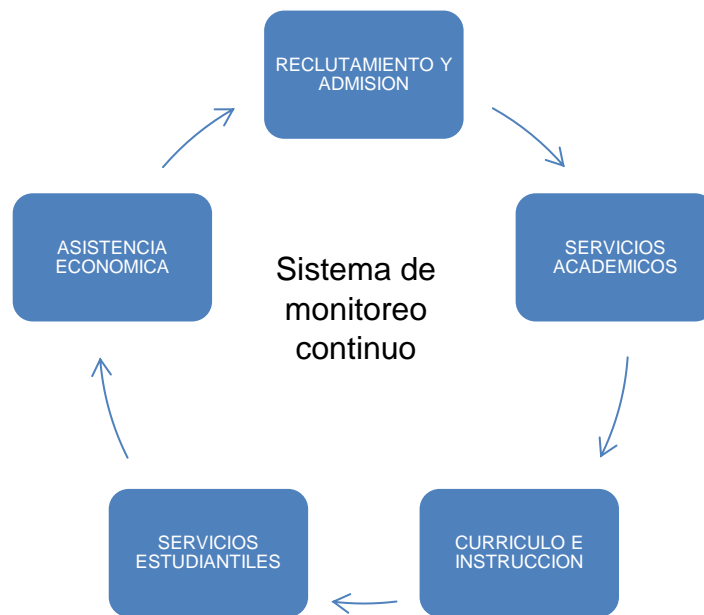 RECLUTAMIENTO Y
ADMISION
SERVICIOS
ACADEMICOS
CURRICULO E
INSTRUCCION
SERVICIOS
ESTUDIANTILES
ASISTENCIA
ECONOMICA
Sistema de
monitoreo
continuo